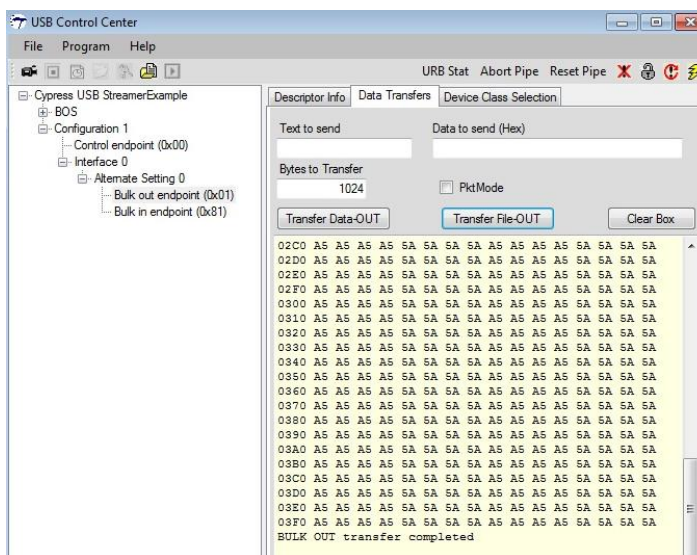 USB Control Center
File Program Help
URB Stat Abort Pipe Reset Pipe
Cypress USB StreamerExample
BOS
Configuration 1
Control endpoint (0x00)
Interface 0
Alternate Setting 0
Bulk out endpoint (0x01)
Bulk in endpoint (0x81)
Descriptor Info Data Transfers Device Class Selection
Text to send Data to send (Hex)
Bytes to Transfer
1024 PktMode
Transfer Data-OUT Transfer File-OUT Clear Box
02C0 A5 A5 A5 A5 5A 5A 5A 5A A5 A5 A5 A5 5A 5A 5A 5A
02D0 A5 A5 A5 A5 5A 5A 5A 5A A5 A5 A5 A5 5A 5A 5A 5A
02E0 A5 A5 A5 A5 5A 5A 5A 5A A5 A5 A5 A5 5A 5A 5A 5A
02F0 A5 A5 A5 A5 5A 5A 5A 5A A5 A5 A5 A5 5A 5A 5A 5A
0300 A5 A5 A5 A5 5A 5A 5A 5A A5 A5 A5 A5 5A 5A 5A 5A
0310 A5 A5 A5 A5 5A 5A 5A 5A A5 A5 A5 A5 5A 5A 5A 5A
0320 A5 A5 A5 A5 5A 5A 5A 5A A5 A5 A5 A5 5A 5A 5A 5A
0330 A5 A5 A5 A5 5A 5A 5A 5A A5 A5 A5 A5 5A 5A 5A 5A
0340 A5 A5 A5 A5 5A 5A 5A 5A A5 A5 A5 A5 5A 5A 5A 5A
0350 A5 A5 A5 A5 5A 5A 5A 5A A5 A5 A5 A5 5A 5A 5A 5A
0360 A5 A5 A5 A5 5A 5A 5A 5A A5 A5 A5 A5 5A 5A 5A 5A
0370 A5 A5 A5 A5 5A 5A 5A 5A A5 A5 A5 A5 5A 5A 5A 5A
0380 A5 A5 A5 A5 5A 5A 5A 5A A5 A5 A5 A5 5A 5A 5A 5A
0390 A5 A5 A5 A5 5A 5A 5A 5A A5 A5 A5 A5 5A 5A 5A 5A
03A0 A5 A5 A5 A5 5A 5A 5A 5A A5 A5 A5 A5 5A 5A 5A 5A
03B0 A5 A5 A5 A5 5A 5A 5A 5A A5 A5 A5 A5 5A 5A 5A 5A
03C0 A5 A5 A5 A5 5A 5A 5A 5A A5 A5 A5 A5 5A 5A 5A 5A
03D0 A5 A5 A5 A5 5A 5A 5A 5A A5 A5 A5 A5 5A 5A 5A 5A
03E0 A5 A5 A5 A5 5A 5A 5A 5A A5 A5 A5 A5 5A 5A 5A 5A
03F0 A5 A5 A5 A5 5A 5A 5A 5A A5 A5 A5 A5 5A 5A 5A 5A
BULK OUT transfer completed